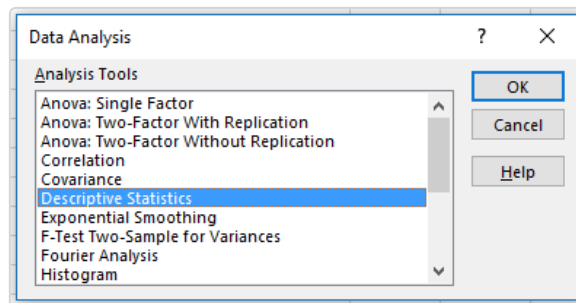 Data Analysis ?
Analysis Tools
Anova: Single Factor
Anova: Two-Factor With Replication
Anova: Two-Factor Without Replication
Correlation
Covariance
Descriptive Statistics
Exponential Smoothing
F-Test Two-Sample for Variances
Fourier Analysis
Histogram
OK
Cancel
Help